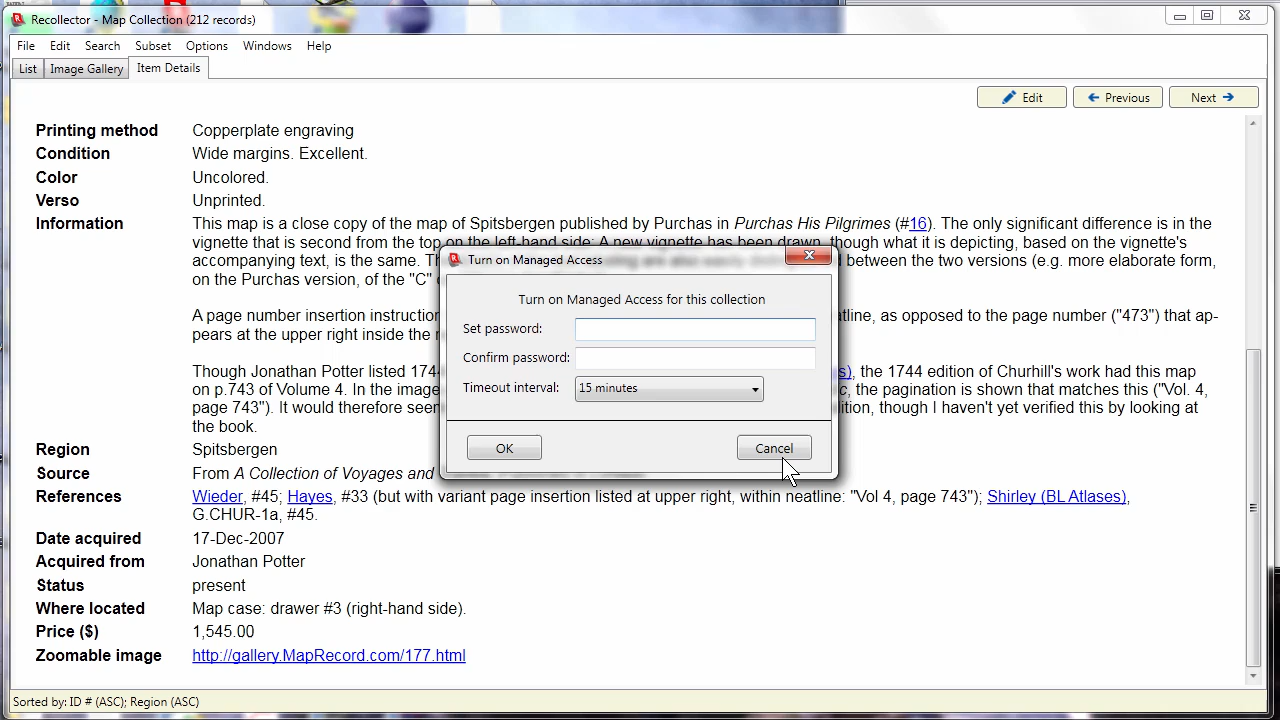 Recollector - Map Collection (212 records)
File Edit Search Subset Options Windows Help
List Image Gallery Item Details
Edit Previous Next
Printing method Copperplate engraving
Condition Wide margins. Excellent.
Color Uncolored.
Verso Unprinted.
Information This map is a close copy of the map of Spitsbergen published by Purchas in Purchas His Pilgrimes (#16). The only significant difference is in the
vignette that is second from the top on the left-hand side: A new vignette has been drawn, though what it is depicting, based on the vignette's
accompanying text, is the same. between the two versions (e.g. more elaborate form,
on the Purchas version, of the "C"
A page number insertion instruction as opposed to the page number ("473") that ap-
pears at the upper right inside the
Though Jonathan Potter listed the 1744 edition of Churhill's work had this map
on p.743 of Volume 4. In the the pagination is shown that matches this ("Vol. 4,
page 743"). It would therefore though I haven't yet verified this by looking at
the book.
Turn on Managed Access
Turn on Managed Access for this collection
Set password:
Confirm password:
Timeout interval: 15 minutes
OK Cancel
Region Spitsbergen
Source From A Collection of Voyages and
References Wieder, #45; Hayes, #33 (but with variant page insertion listed at upper right, within neatline: "Vol 4, page 743"); Shirley (BL Atlases),
G.CHUR-1a, #45.
Date acquired 17-Dec-2007
Acquired from Jonathan Potter
Status present
Where located Map case: drawer #3 (right-hand side).
Price ($) 1,545.00
Zoomable image http://gallery.MapRecord.com/177.html
Sorted by: ID # (ASC); Region (ASC)